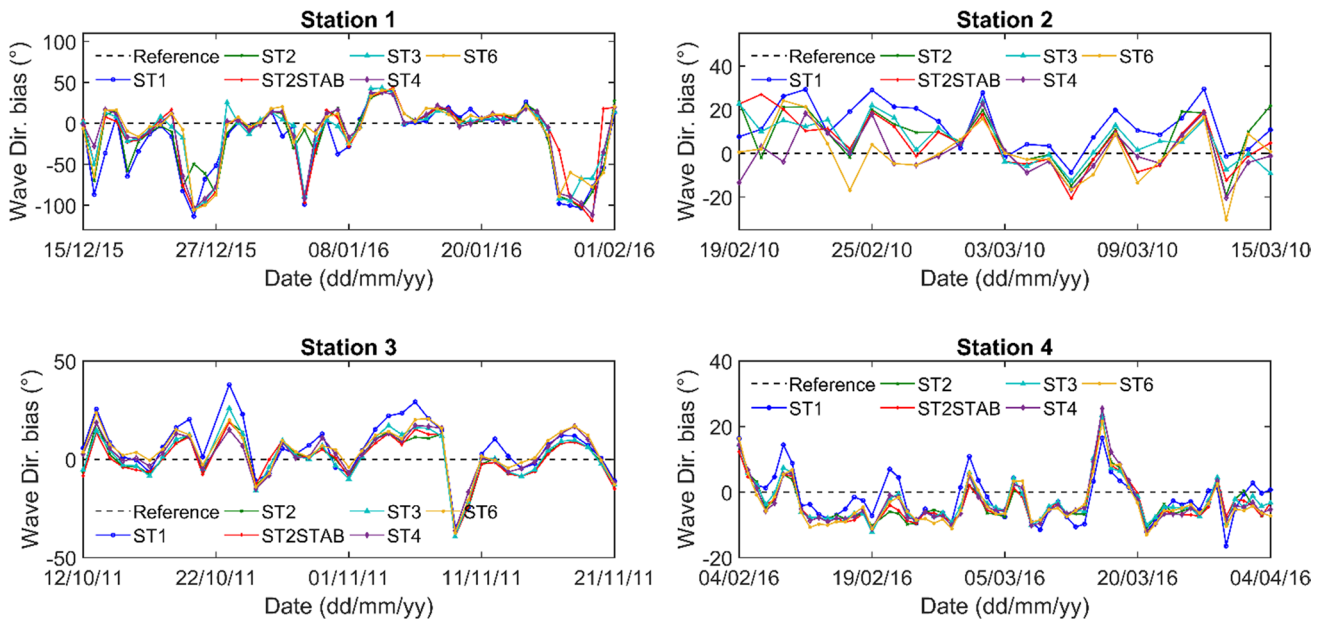 Station 1
Wave Dir. bias (°)
100
50
0
-50
-100
Reference ST2 ST3 ST6
ST1 ST2STAB ST4
15/12/15 27/12/15 08/01/16 20/01/16 01/02/16
Date (dd/mm/yy)
Station 2
Wave Dir. bias (°)
40
20
0
-20
Reference ST2 ST3 ST6
ST1 ST2STAB ST4
19/02/10 25/02/10 03/03/10 09/03/10 15/03/10
Date (dd/mm/yy)
Station 3
Wave Dir. bias (°)
50
0
-50
Reference ST2 ST3 ST6
ST1 ST2STAB ST4
12/10/11 22/10/11 01/11/11 11/11/11 21/11/11
Date (dd/mm/yy)
Station 4
Wave Dir. bias (°)
40
20
0
-20
Reference ST2 ST3 ST6
ST1 ST2STAB ST4
04/02/16 19/02/16 05/03/16 20/03/16 04/04/16
Date (dd/mm/yy)